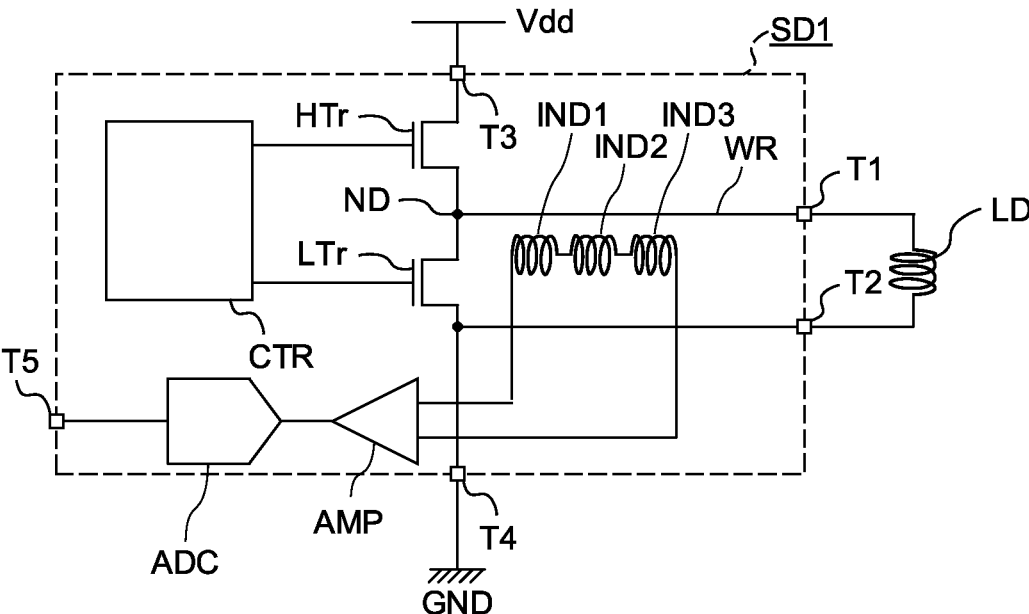 Vdd
SD1
HTr
T3
IND1
IND3
IND2
WR
T1
ND
LD
LTr
T2
CTR
T5
AMP
T4
ADC
GND